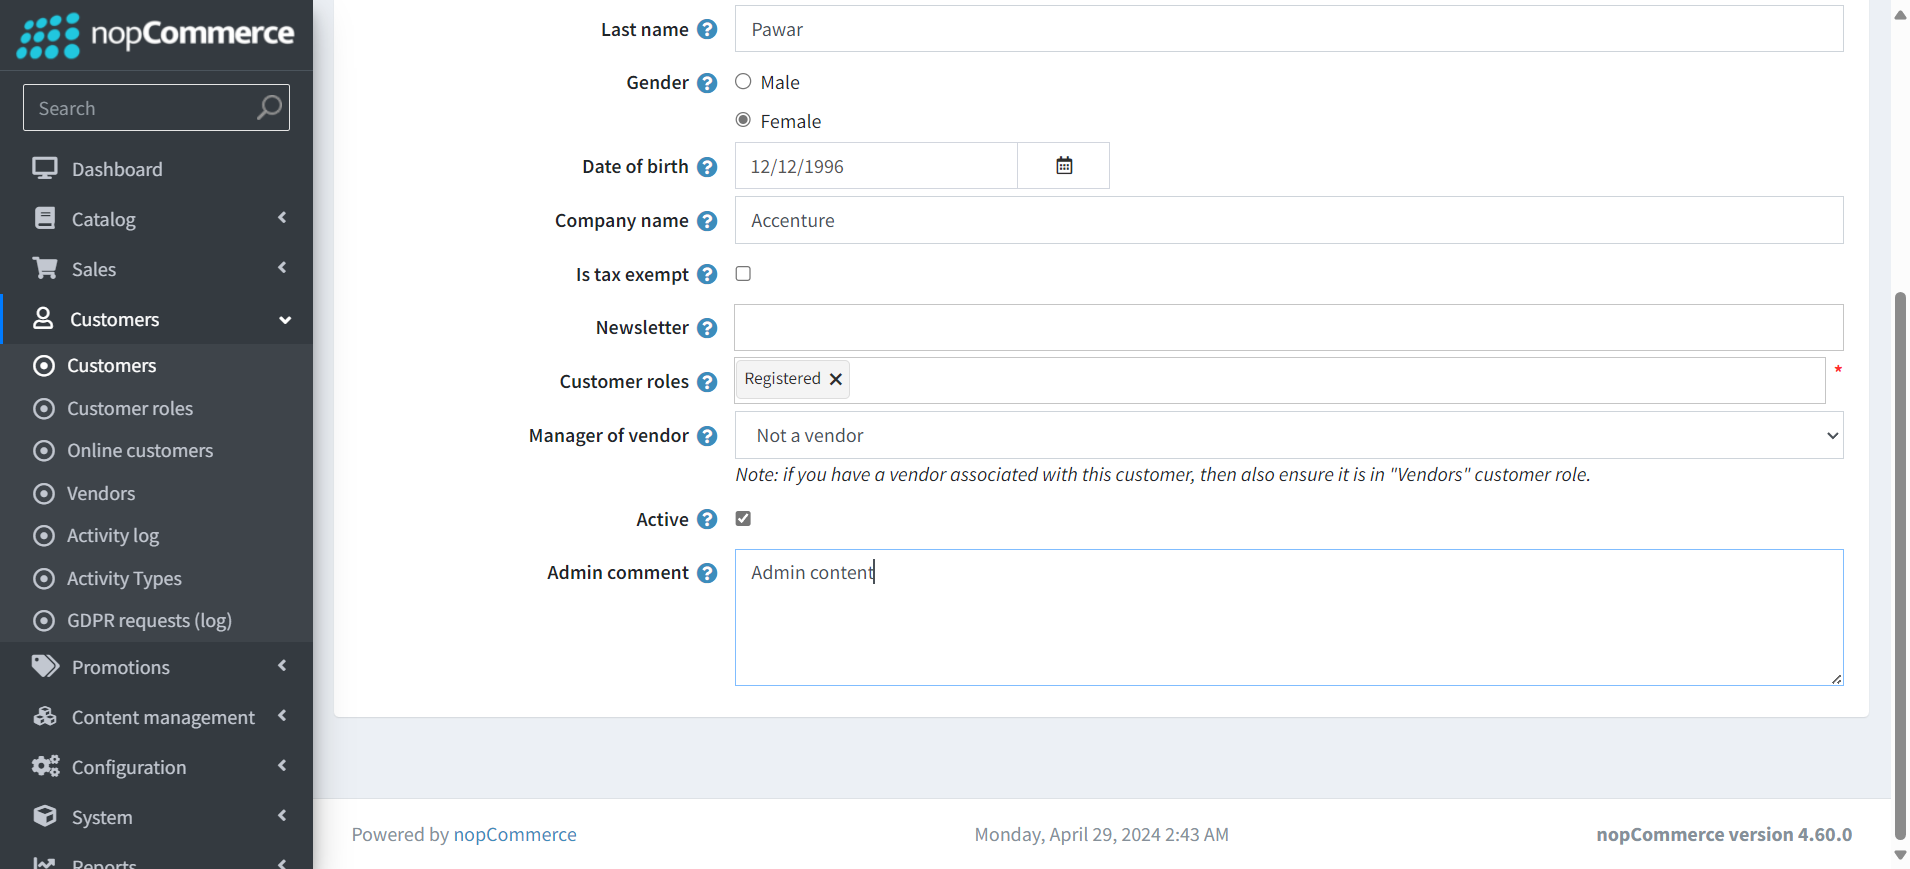 nopCommerce
Search
Dashboard
Catalog
Sales
Customers
Customers
Customer roles
Online customers
Vendors
Activity log
Activity Types
GDPR requests (log)
Promotions
Content management
Configuration
System
Reports
Last name ? Pawar
Gender ? Male
Female
Date of birth ? 12/12/1996
Company name ? Accenture
Is tax exempt ?
Newsletter ?
Customer roles ? Registered *
Manager of vendor ? Not a vendor
Note: if you have a vendor associated with this customer, then also ensure it is in "Vendors" customer role.
Active ?
Admin comment ? Admin content
Powered by nopCommerce Monday, April 29, 2024 2:43 AM nopCommerce version 4.60.0